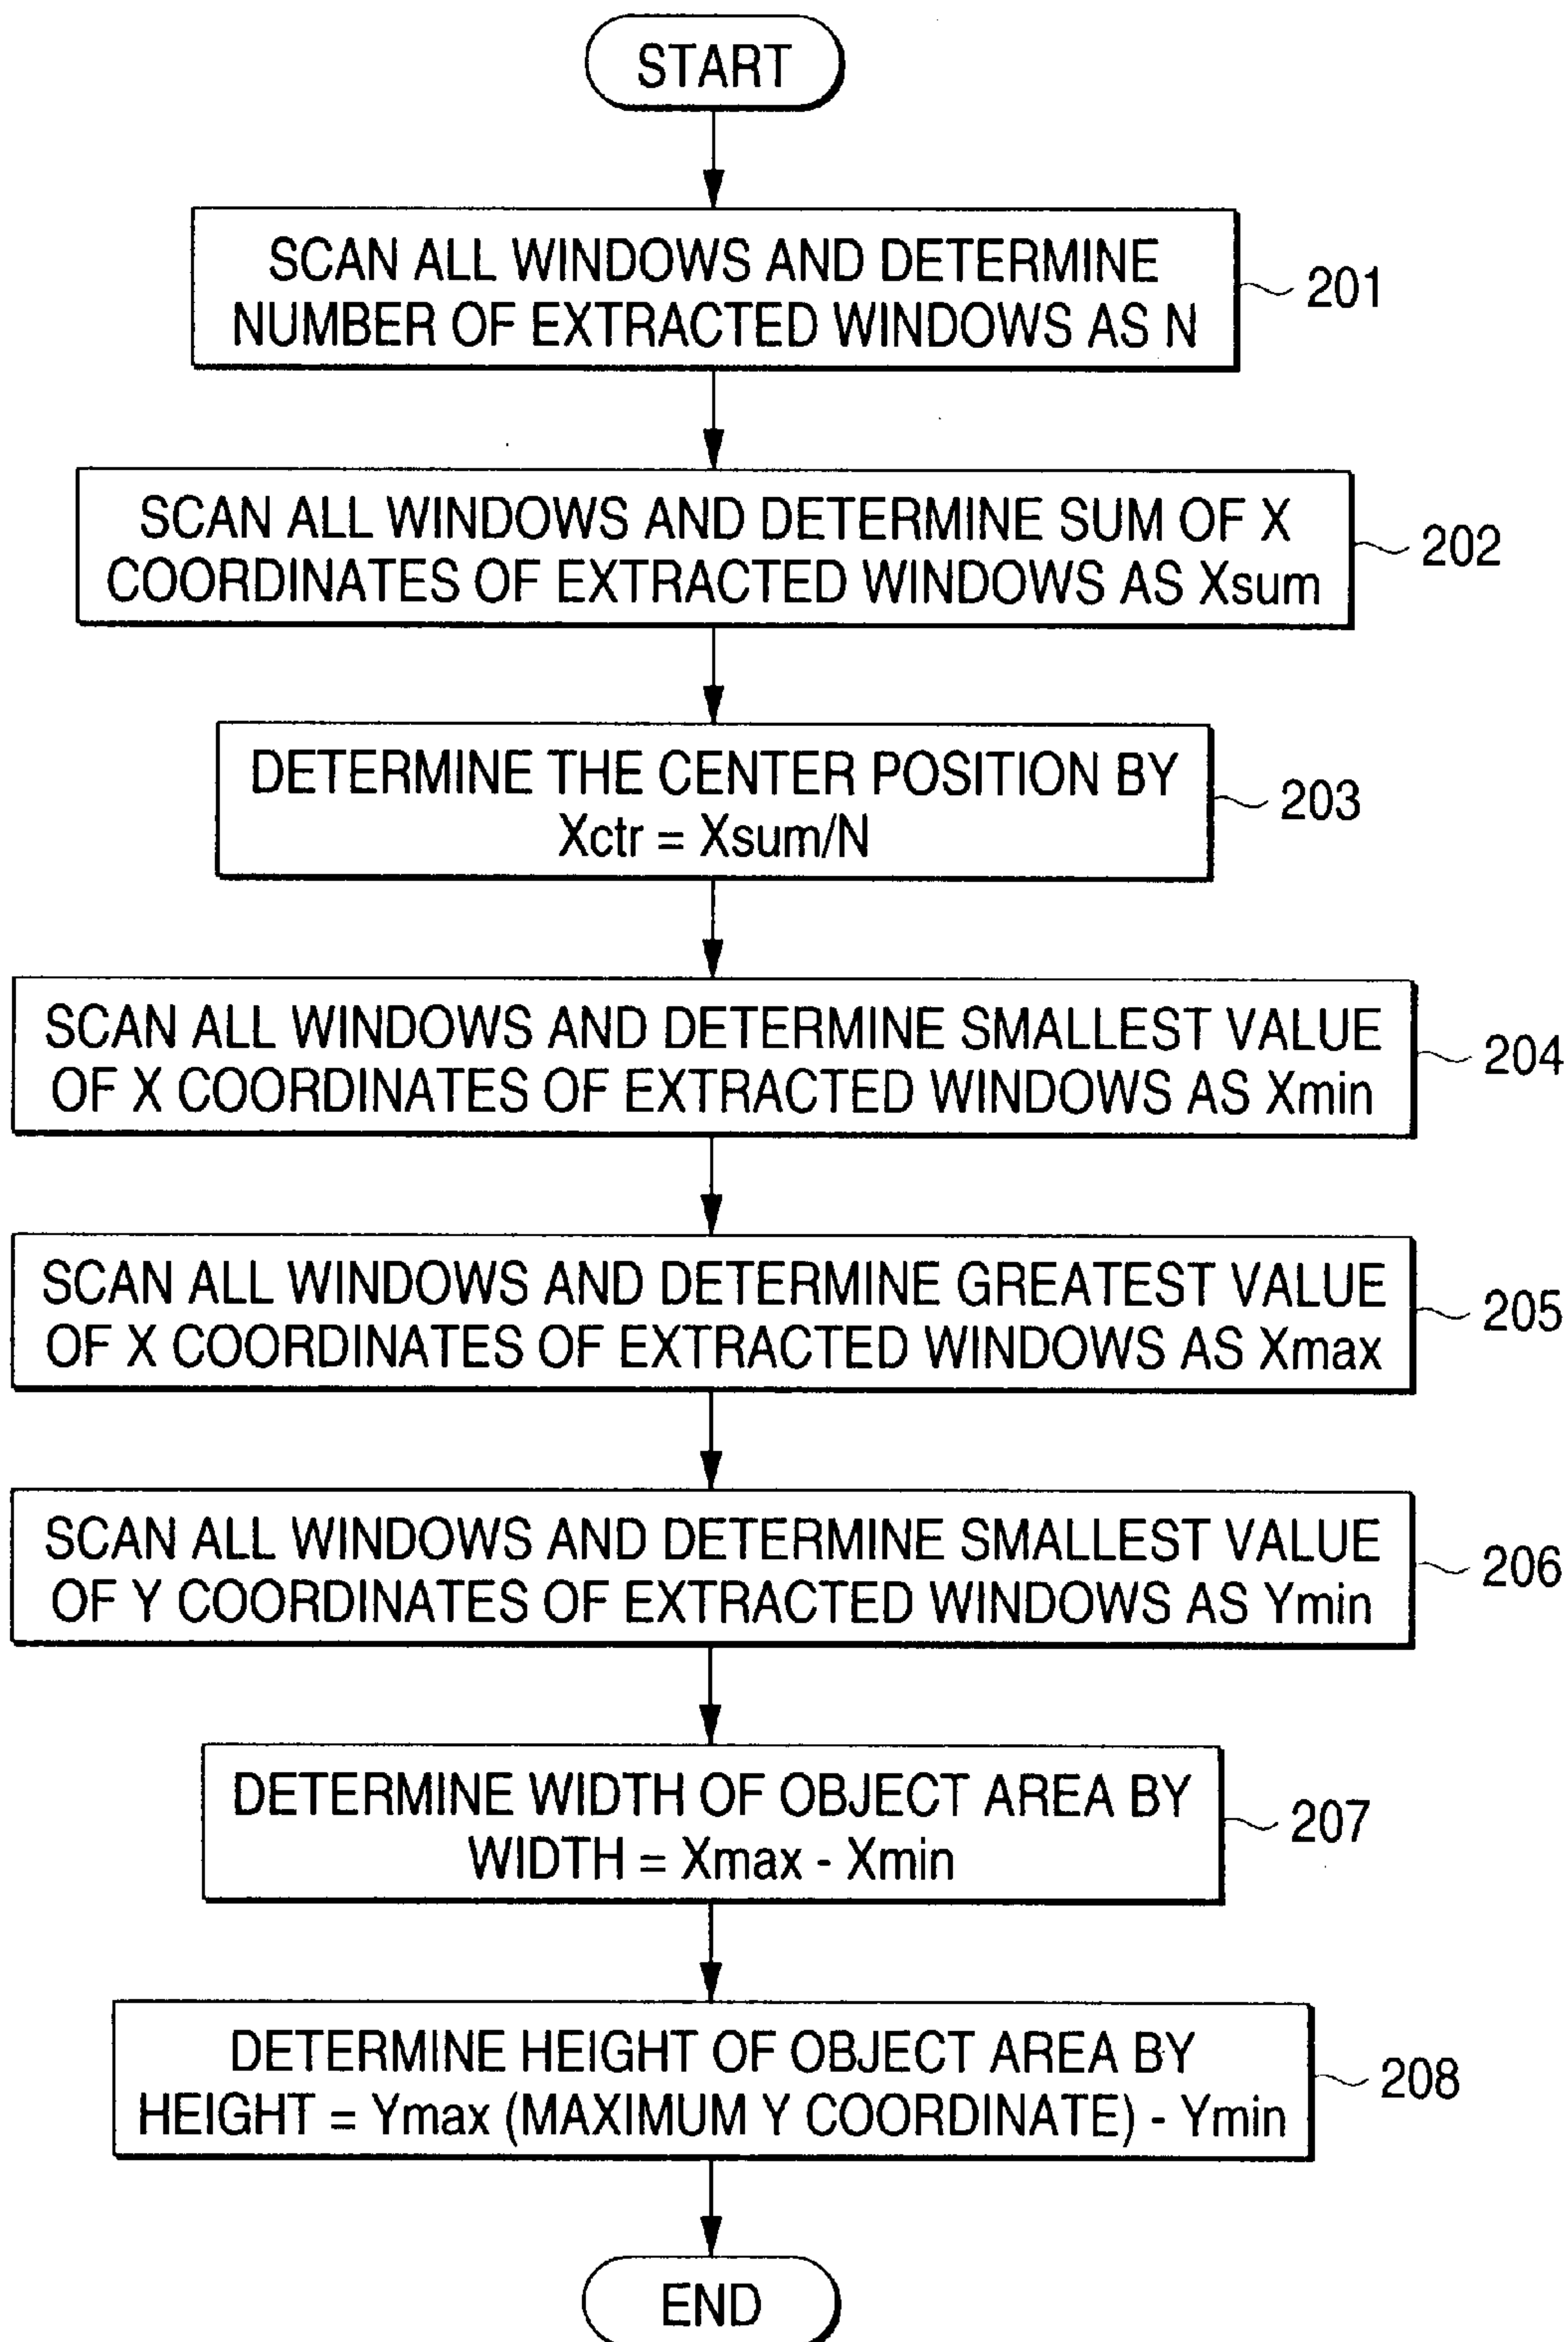 START
SCAN ALL WINDOWS AND DETERMINE
NUMBER OF EXTRACTED WINDOWS AS N
201
SCAN ALL WINDOWS AND DETERMINE SUM OF X
COORDINATES OF EXTRACTED WINDOWS AS Xsum
202
DETERMINE THE CENTER POSITION BY
Xctr = Xsum/N
203
SCAN ALL WINDOWS AND DETERMINE SMALLEST VALUE
OF X COORDINATES OF EXTRACTED WINDOWS AS Xmin
204
SCAN ALL WINDOWS AND DETERMINE GREATEST VALUE
OF X COORDINATES OF EXTRACTED WINDOWS AS Xmax
205
SCAN ALL WINDOWS AND DETERMINE SMALLEST VALUE
OF Y COORDINATES OF EXTRACTED WINDOWS AS Ymin
206
DETERMINE WIDTH OF OBJECT AREA BY
WIDTH = Xmax - Xmin
207
DETERMINE HEIGHT OF OBJECT AREA BY
HEIGHT = Ymax (MAXIMUM Y COORDINATE) - Ymin
208
END